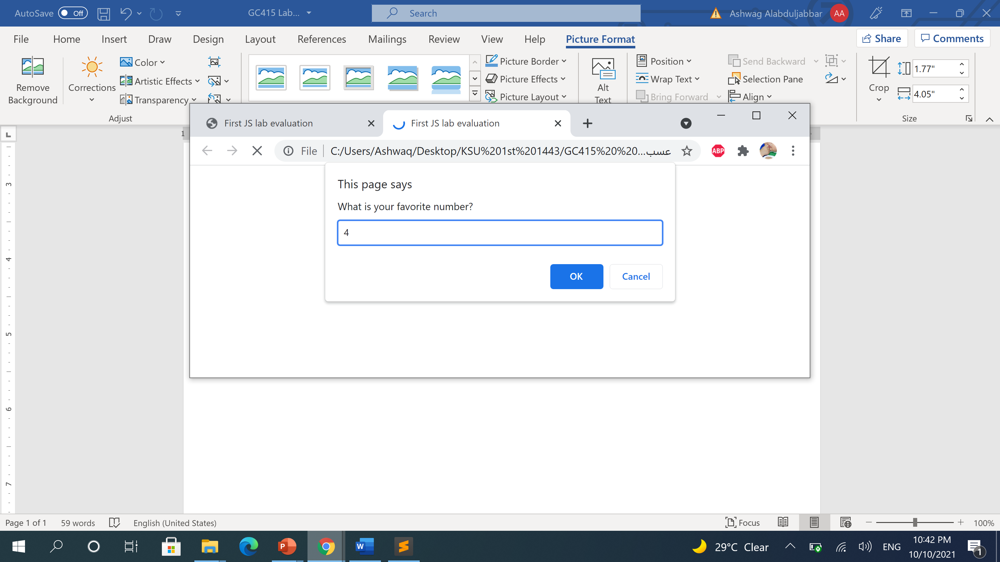 AutoSave Off GC415 Lab... Search Ashwag Alabduljabbar AA
File Home Insert Draw Design Layout References Mailings Review View Help Picture Format Share Comments
Remove Background
Corrections
Color
Artistic Effects
Transparency
Adjust
Picture Border
Picture Effects
Picture Layout
Alt Text
Position
Wrap Text
Bring Forward
Send Backward
Selection Pane
Align
Crop
1.77"
4.05"
Size
First JS lab evaluation First JS lab evaluation
File C:/Users/Ashwaq/Desktop/KSU%201st%201443/GC415%20%20...عسب
ABP
This page says
What is your favorite number?
4
OK Cancel
1
3
4
5
6
7
Page 1 of 1 59 words English (United States) Focus 100%
29°C Clear ENG 10:42 PM
10/10/2021
1